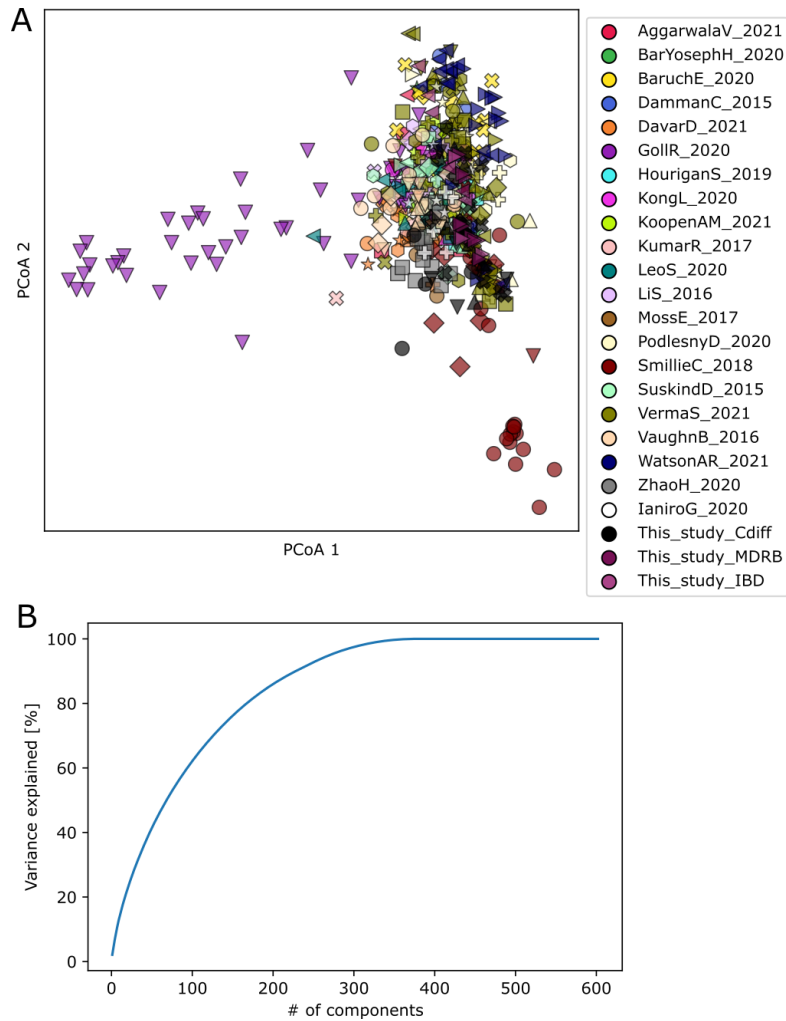 A
PCoA 2
PCoA 1
AggarwalaV_2021
BarYosephH_2020
BaruchE_2020
DammanC_2015
DavarD_2021
GollR_2020
HouriganS_2019
KongL_2020
KoopenAM_2021
KumarR_2017
LeoS_2020
LiS_2016
MossE_2017
PodlesnyD_2020
SmillieC_2018
SuskindD_2015
VermaS_2021
VaughnB_2016
WatsonAR_2021
ZhaoH_2020
IaniroG_2020
This_study_Cdiff
This_study_MDRB
This_study_IBD
B
Variance explained [%]
100
80
60
40
20
0
0 100 200 300 400 500 600
# of components